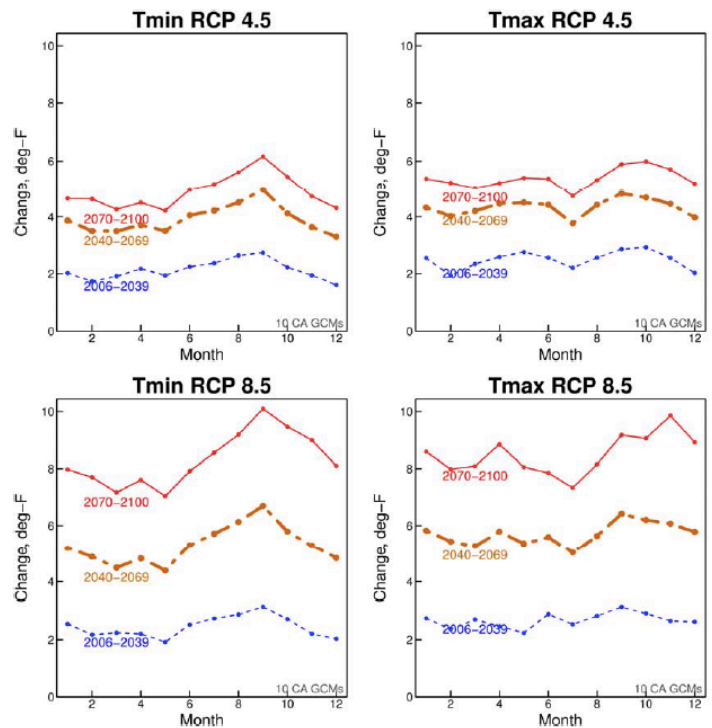 Tmin RCP 4.5
Change, deg-F
10
8
6
4
2
0
2070-2100
2040-2069
2006-2039
10 CA GCMs
2 4 6 8 10 12
Month
Tmax RCP 4.5
Change, deg-F
10
8
6
4
2
0
2070-2100
2040-2069
2006-2039
10 CA GCMs
2 4 6 8 10 12
Month
Tmin RCP 8.5
Change, deg-F
10
8
6
4
2
0
2070-2100
2040-2069
2006-2039
10 CA GCMs
2 4 6 8 10 12
Month
Tmax RCP 8.5
Change, deg-F
10
8
6
4
2
0
2070-2100
2040-2069
2006-2039
10 CA GCMs
2 4 6 8 10 12
Month